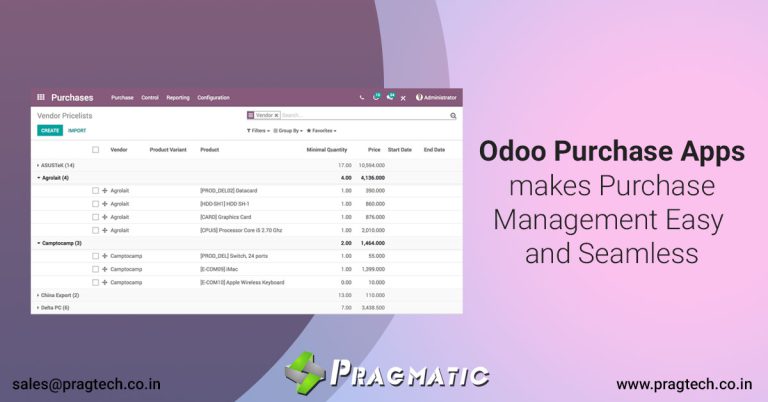 Purchases Purchase Control Reporting Configuration Administrator
Vendor Pricelists Vendor Search...
CREATE IMPORT Filters Group By Favorites
Vendor Product Variant Product Minimal Quantity Price Start Date End Date
ASUSTeK (14) 17.00 10,594.000
Agrolait (4) 4.00 4,136.000
Agrolait [PROD_DEL02] Datacard 1.00 390.000
Agrolait [HDD-SH1] HDD SH-1 1.00 860.000
Agrolait [CARD] Graphics Card 1.00 876.000
Agrolait [CPUi5] Processor Core i5 2.70 Ghz 1.00 2,010.000
Camptocamp (3) 2.00 1,464.000
Camptocamp [PROD_DEL] Switch, 24 ports 1.00 55.000
Camptocamp [E-COM09] iMac 1.00 1,399.000
Camptocamp [E-COM10] Apple Wireless Keyboard 0.00 10.000
China Export (2) 13.00 110.000
Delta PC (6) 7.00 3,438.500
Odoo Purchase Apps
makes Purchase
Management Easy
and Seamless
sales@pragtech.co.in
PRAGMATIC
www.pragtech.co.in